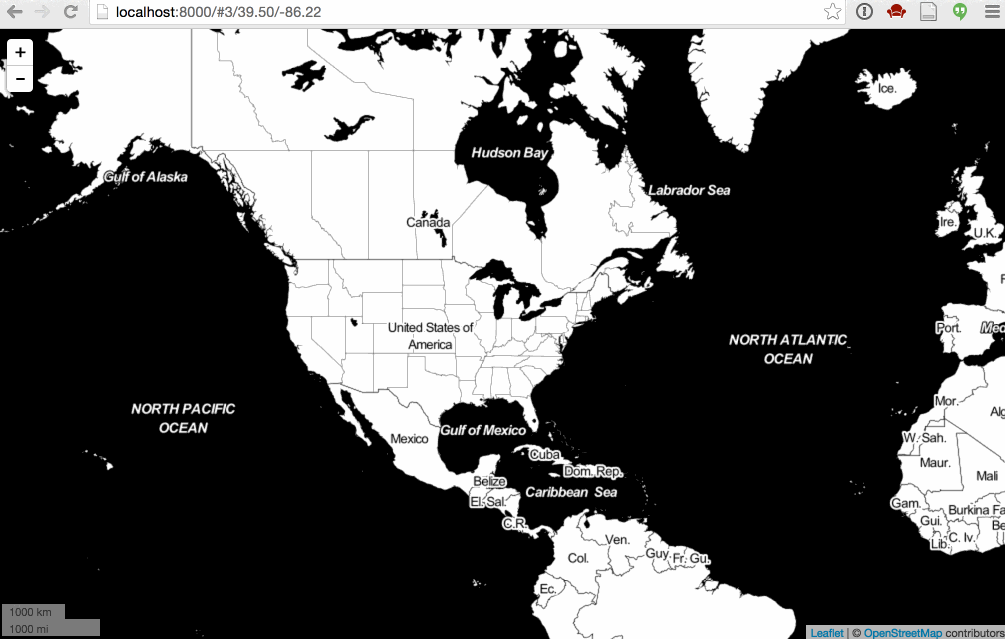 localhost:8000/#3/39.50/-86.22
+
−
Ice.
Hudson Bay
Gulf of Alaska
Labrador Sea
Canada
Ire.
U.K.
F
United States of
America
Port.
Med
NORTH ATLANTIC
OCEAN
NORTH PACIFIC
OCEAN
Mor.
Alg
Mexico
Gulf of Mexico
W. Sah.
Cuba
Maur.
Dom. Rep.
Mali
Belize
Caribbean Sea
El. Sal.
Gam.
Burkina Fa
C.R.
Gui.
Be
Lib.
C. Iv.
Ven.
Col.
Guy.
Fr. Gu.
Ec.
1000 km
1000 mi
Leaflet | © OpenStreetMap contributors